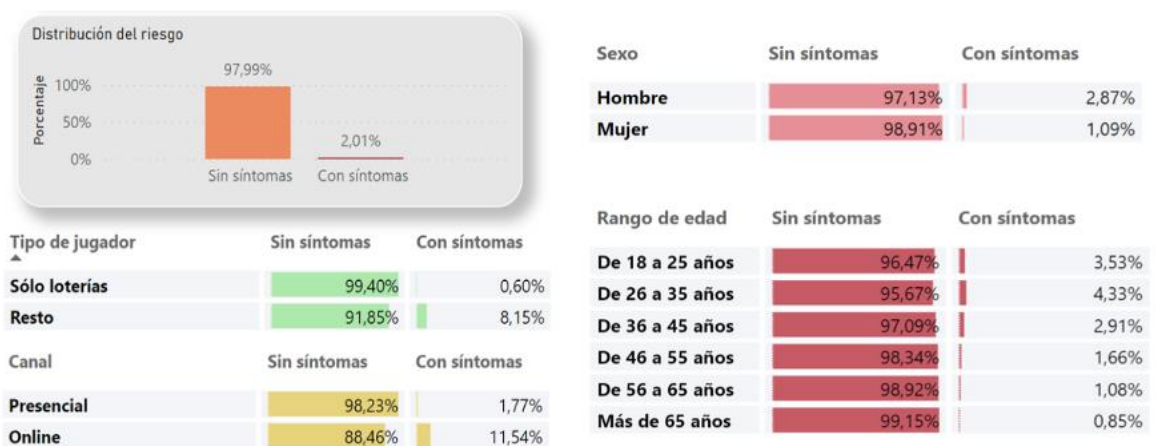 Distribución del riesgo
Porcentaje
100%
50%
0%
97,99%
2,01%
Sin síntomas Con síntomas
Tipo de jugador Sin síntomas Con síntomas
Sólo loterías 99,40% 0,60%
Resto 91,85% 8,15%
Canal Sin síntomas Con síntomas
Presencial 98,23% 1,77%
Online 88,46% 11,54%
Sexo Sin síntomas Con síntomas
Hombre 97,13% 2,87%
Mujer 98,91% 1,09%
Rango de edad Sin síntomas Con síntomas
De 18 a 25 años 96,47% 3,53%
De 26 a 35 años 95,67% 4,33%
De 36 a 45 años 97,09% 2,91%
De 46 a 55 años 98,34% 1,66%
De 56 a 65 años 98,92% 1,08%
Más de 65 años 99,15% 0,85%